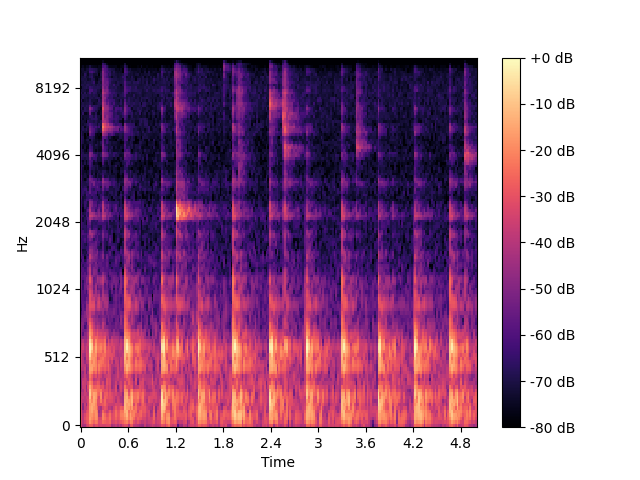 +0 dB
8192
-10 dB
4096
-20 dB
-30 dB
2048
Hz
-40 dB
1024
-50 dB
-60 dB
512
-70 dB
0
-80 dB
0 0.6 1.2 1.8 2.4 3 3.6 4.2 4.8
Time